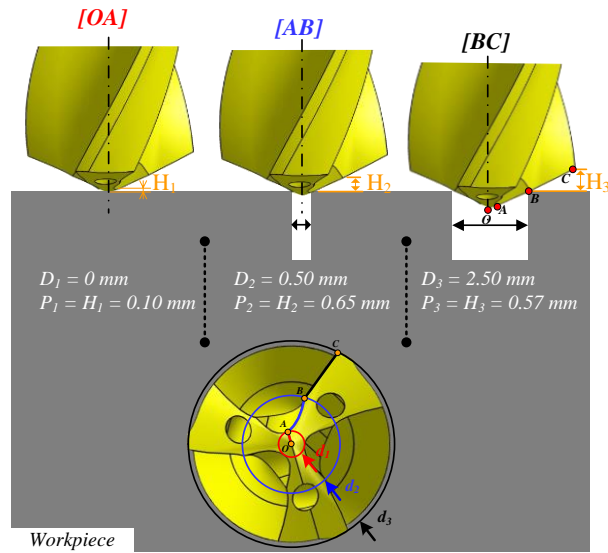 [OA] [AB] [BC]
H1 H2 H3
C
B
A
O
D1 = 0 mm D2 = 0.50 mm D3 = 2.50 mm
P1 = H1 = 0.10 mm P2 = H2 = 0.65 mm P3 = H3 = 0.57 mm
C
B
A
O
d1
d2
d3
Workpiece